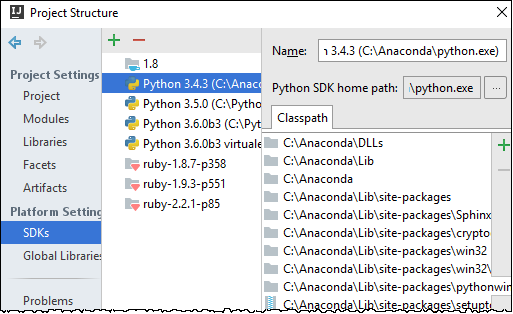 Project Structure
Project Settings
Project
Modules
Libraries
Facets
Artifacts
Platform Setting
SDKs
Global Libraries
Problems
1.8
Python 3.4.3 (C:\Anaco
Python 3.5.0 (C:\Pytho
Python 3.6.0b3 (C:\Pyt
Python 3.6.0b3 virtuale
ruby-1.8.7-p358
ruby-1.9.3-p551
ruby-2.2.1-p85
Name: 3.4.3 (C:\Anaconda\python.exe)
Python SDK home path: \python.exe ...
Classpath
C:\Anaconda\DLLs
C:\Anaconda\Lib
C:\Anaconda
C:\Anaconda\Lib\site-packages
C:\Anaconda\Lib\site-packages\Sphinx
C:\Anaconda\Lib\site-packages\crypto
C:\Anaconda\Lib\site-packages\win32
C:\Anaconda\Lib\site-packages\win32\
C:\Anaconda\Lib\site-packages\pythonwin
C:\Anaconda\Lib\site-packages\setupto